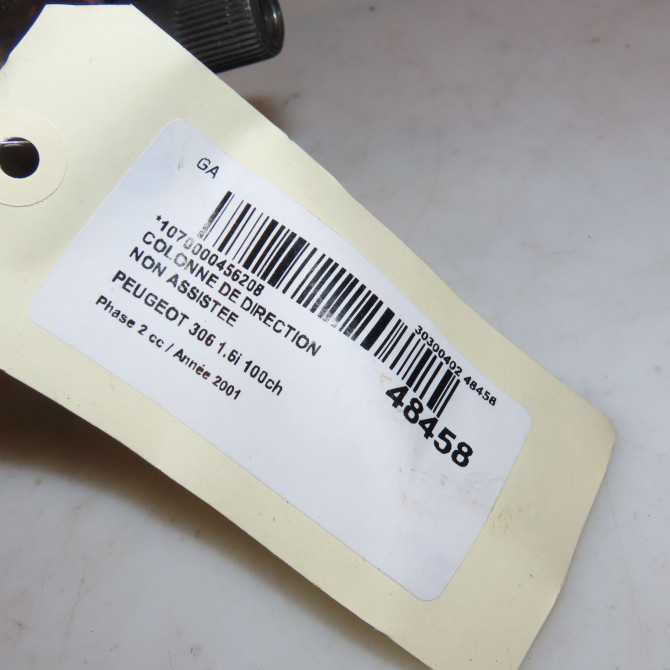 GA
*1070000456208
COLONNE DE DIRECTION
NON ASSISTEE
PEUGEOT 306 1.6i 100ch
Phase 2 cc / Année 2001
30300402 48458
48458